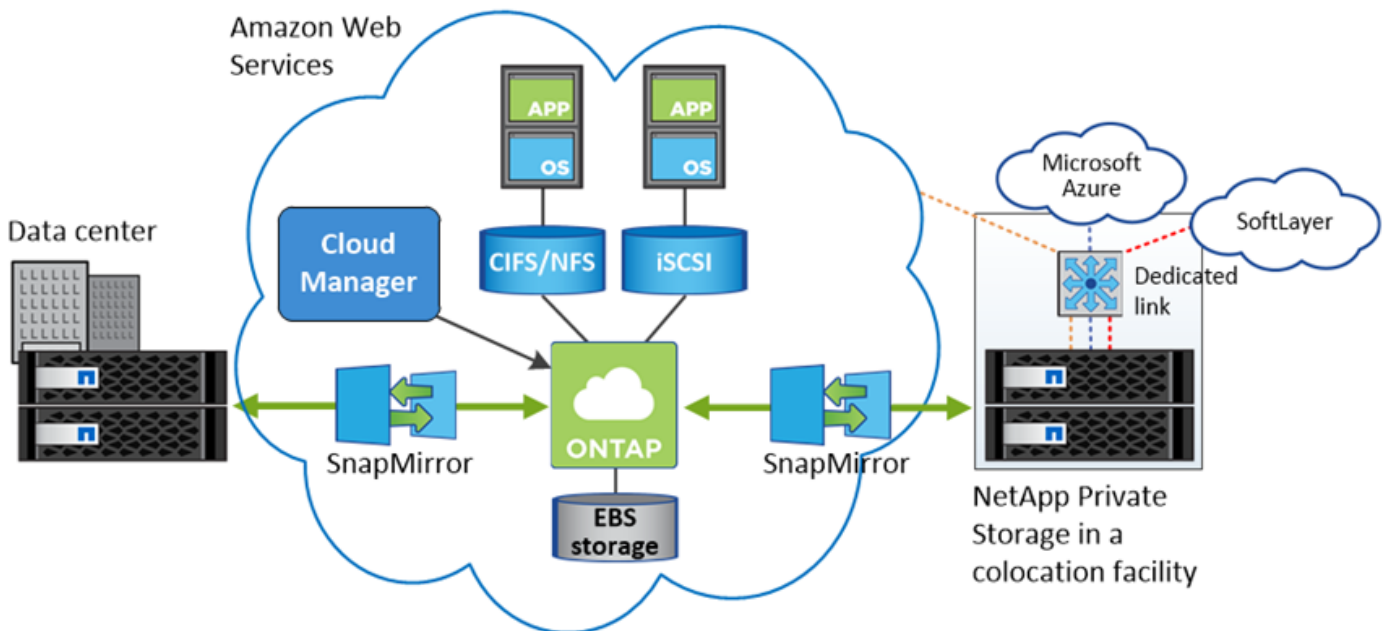 Amazon Web
Services
APP
OS
APP
OS
Microsoft
Azure
SoftLayer
Data center
Cloud
Manager
CIFS/NFS
iSCSI
Dedicated
link
ONTAP
SnapMirror
SnapMirror
EBS
storage
NetApp Private
Storage in a
colocation facility